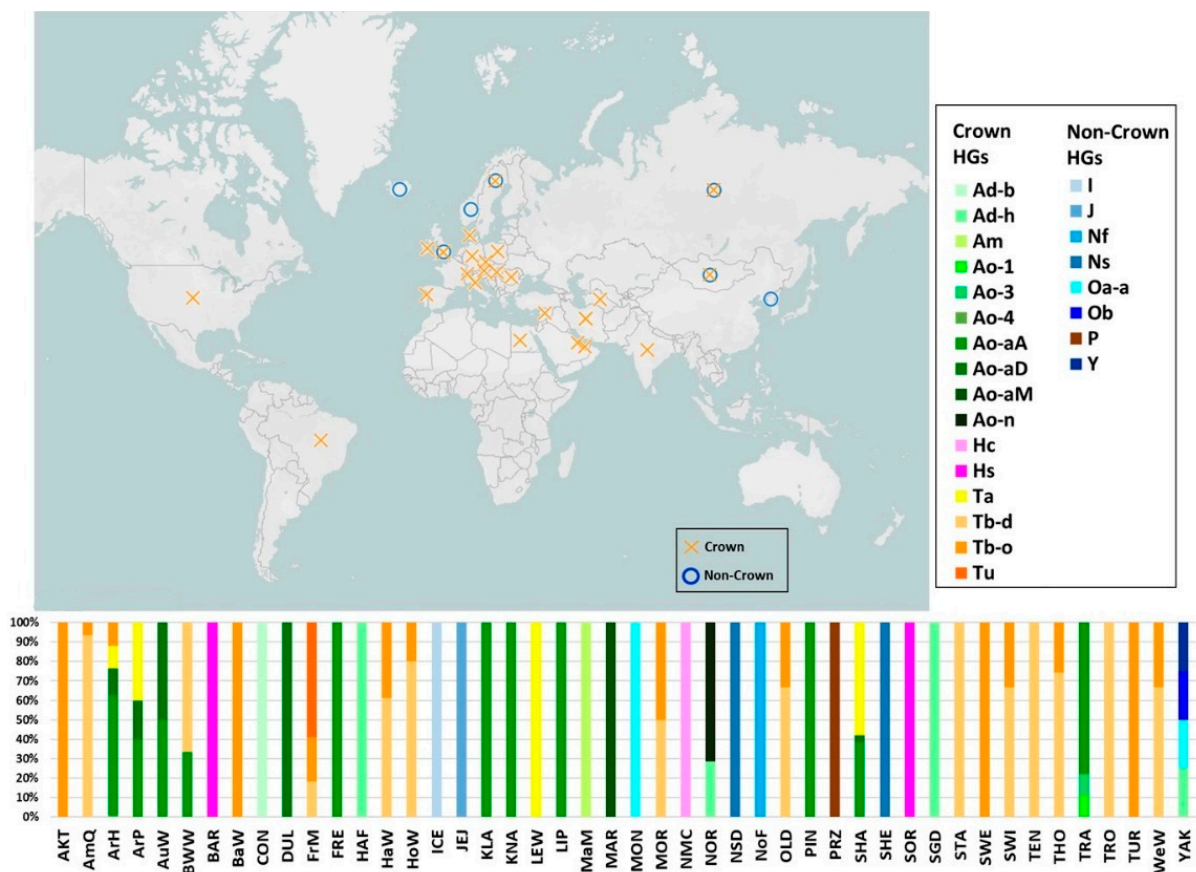 Crown
HGs
Ad-b
Ad-h
Am
Ao-1
Ao-3
Ao-4
Ao-aA
Ao-aD
Ao-aM
Ao-n
Hc
Hs
Ta
Tb-d
Tb-o
Tu
Non-Crown
HGs
I
J
Nf
Ns
Oa-a
Ob
P
Y
Crown
Non-Crown
100%
90%
80%
70%
60%
50%
40%
30%
20%
10%
0%
AKT
AmQ
ArH
ArP
AuW
BWW
BAR
BaW
CON
DUL
FrM
FRE
HAF
HaW
HoW
ICE
JEJ
KLA
KNA
LEW
LIP
MaM
MAR
MON
MOR
NMC
NOR
NSD
NoF
OLD
PIN
PRZ
SHA
SHE
SOR
SGD
STA
SWE
SWI
TEN
THO
TRA
TRO
TUR
WeW
YAK